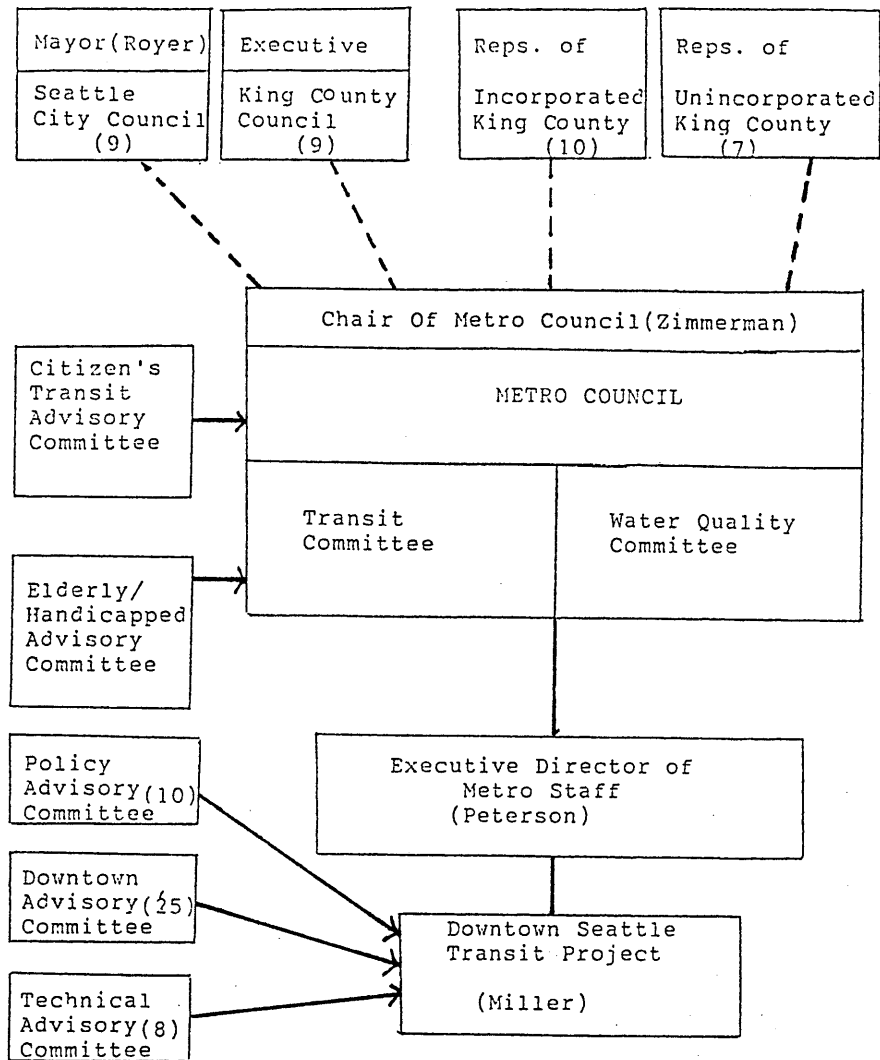 Mayor(Royer)
Seattle
City Council
(9)
Executive
King County
Council
(9)
Reps. of
Incorporated
King County
(10)
Reps. of
Unincorporated
King County
(7)
Chair Of Metro Council(Zimmerman)
METRO COUNCIL
Transit
Committee
Water Quality
Committee
Citizen's
Transit
Advisory
Committee
Elderly/
Handicapped
Advisory
Committee
Executive Director of
Metro Staff
(Peterson)
Policy
Advisory(10)
Committee
Downtown
Advisory(25)
Committee
Technical
Advisory(8)
Committee
Downtown Seattle
Transit Project
(Miller)